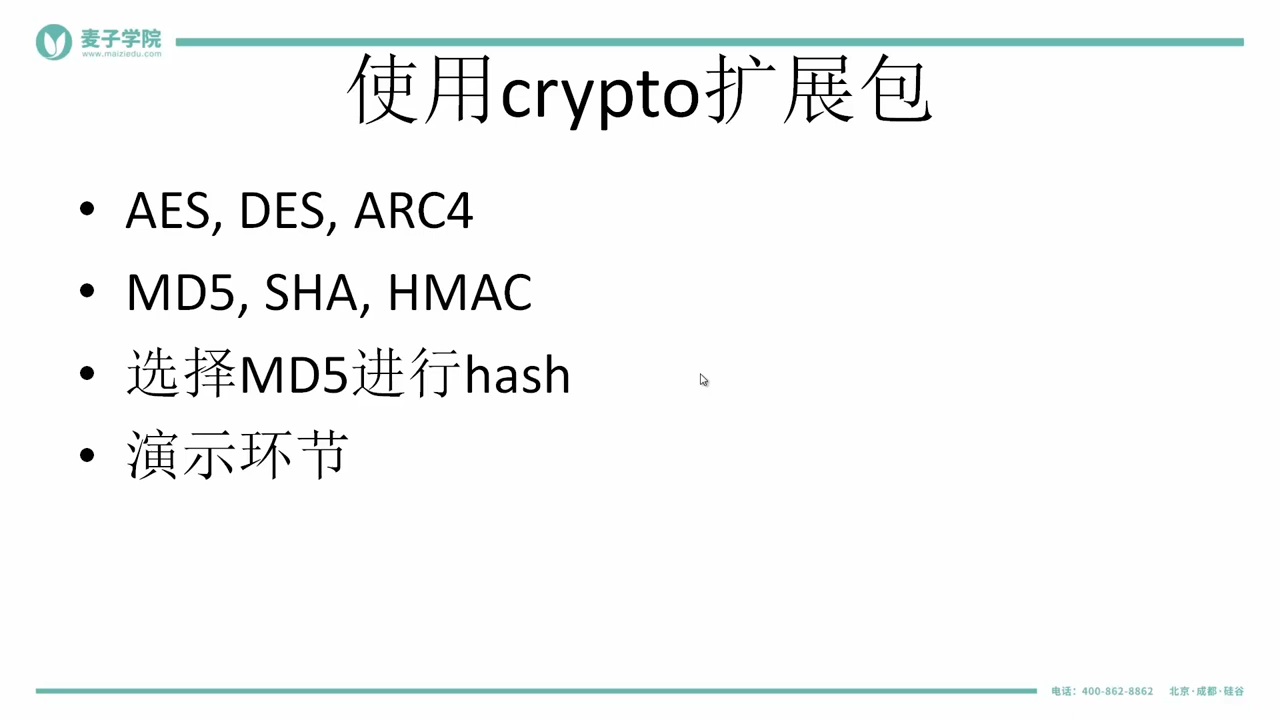 麦子学院
www.maiziedu.com
使用crypto扩展包
• AES, DES, ARC4
• MD5, SHA, HMAC
• 选择MD5进行hash
• 演示环节
电话：400-862-8862 北京·成都·硅谷